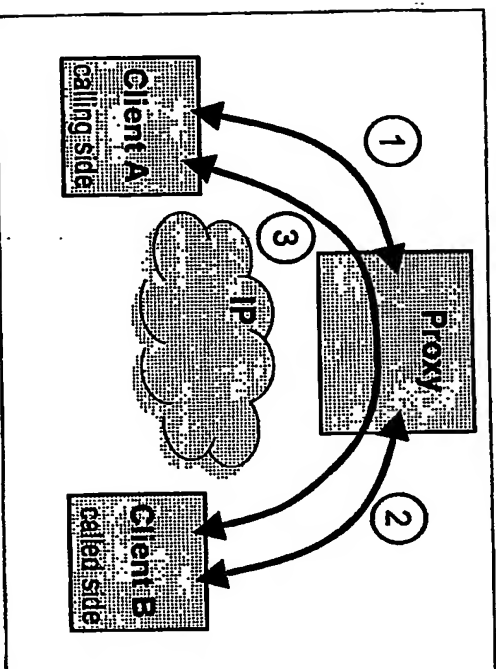 Proxy
1
2
3
IP
Client A
calling side
Client B
called side